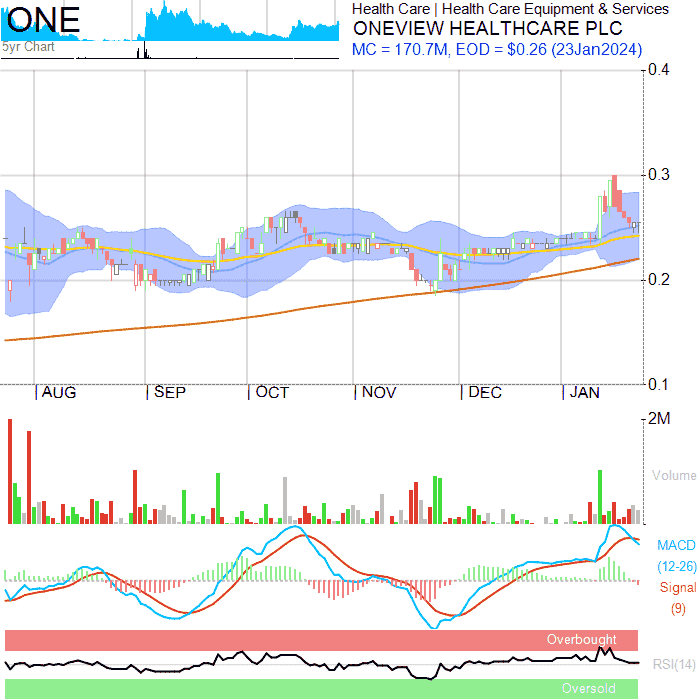 ONE
5yr Chart
Health Care | Health Care Equipment & Services
ONEVIEW HEALTHCARE PLC
MC = 170.7M, EOD = $0.26 (23Jan2024)
0.4
0.3
0.2
0.1
AUG SEP OCT NOV DEC JAN
2M
Volume
MACD
(12-26)
Signal
(9)
Overbought
RSI(14)
Oversold